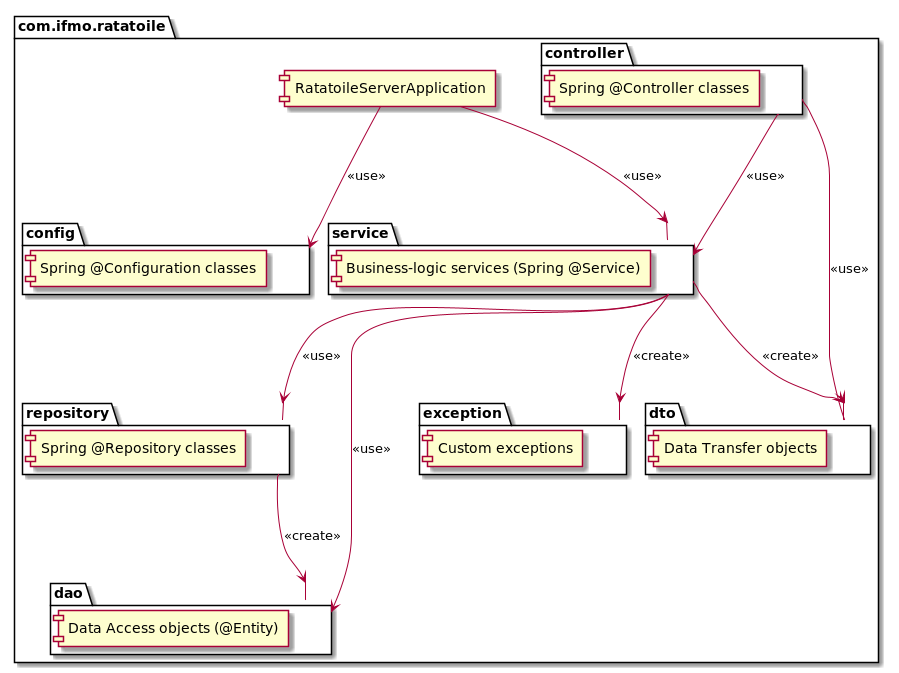 com.ifmo.ratatoile
controller
RatatoileServerApplication
Spring @Controller classes
«use»
«use»
«use»
config
service
«use»
Spring @Configuration classes
Business-logic services (Spring @Service)
«use»
«create»
«create»
repository
exception
dto
«use»
Spring @Repository classes
Custom exceptions
Data Transfer objects
«create»
dao
Data Access objects (@Entity)